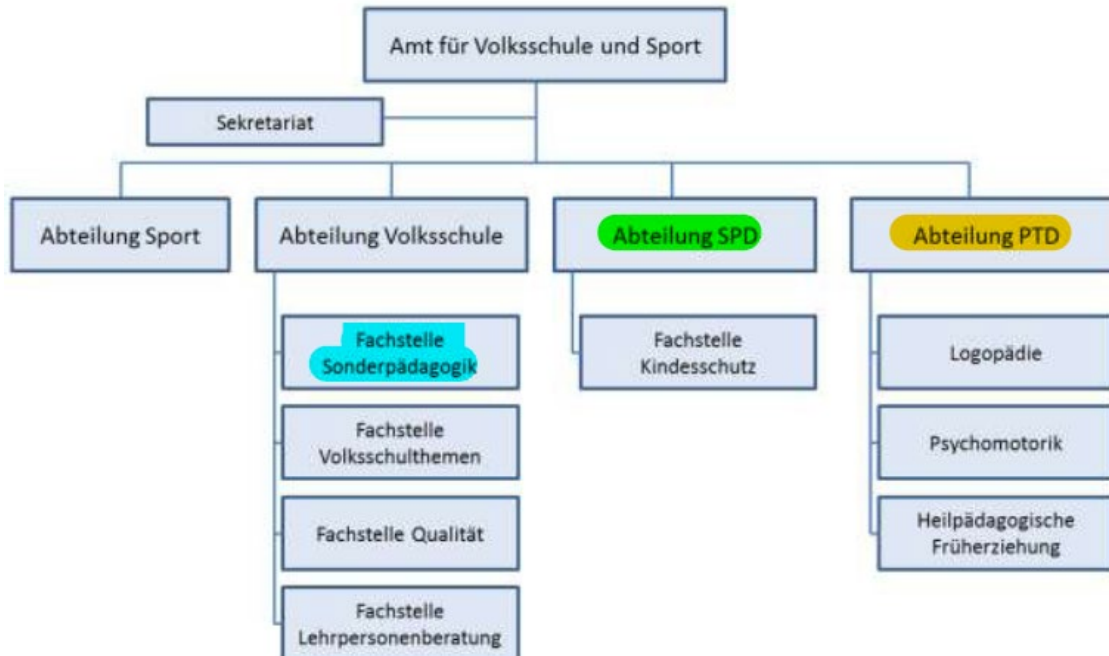 Amt für Volksschule und Sport
Sekretariat
Abteilung Sport
Abteilung Volksschule
Abteilung SPD
Abteilung PTD
Fachstelle
Sonderpädagogik
Fachstelle
Volksschulthemen
Fachstelle Qualität
Fachstelle
Lehrpersonenberatung
Fachstelle
Kindesschutz
Logopädie
Psychomotorik
Heilpädagogische
Früherziehung